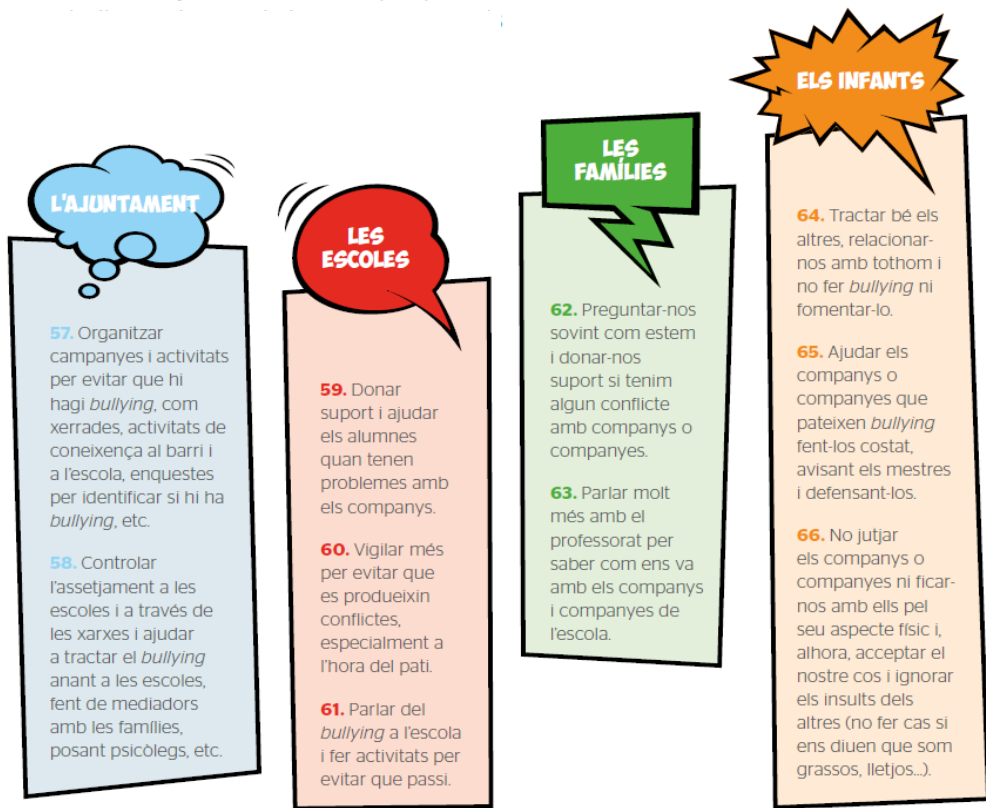 L'AJUNTAMENT
57. Organitzar
campanyes i activitats
per evitar que hi
hagi bullying, com
xerrades, activitats de
coneixença al barri i
a l'escola, enquestes
per identificar si hi ha
bullying, etc.
58. Controlar
l'assetjament a les
escoles i a través de
les xarxes i ajudar
a tractar el bullying
anant a les escoles,
fent de mediadors
amb les famílies,
posant psicòlegs, etc.
LES
ESCOLES
59. Donar
suport i ajudar
els alumnes
quan tenen
problemes amb
els companys.
60. Vigilar més
per evitar que
es produeixin
conflictes,
especialment a
l'hora del pati.
61. Parlar del
bullying a l'escola
i fer activitats per
evitar que passi.
LES
FAMÍLIES
62. Preguntar-nos
sovint com estem
i donar-nos
suport si tenim
algun conflicte
amb companys o
companyes.
63. Parlar molt
més amb el
professorat per
saber com ens va
amb els companys
i companyes de
l'escola.
ELS INFANTS
64. Tractar bé els
altres, relacionar-
nos amb tothom i
no fer bullying ni
fomentar-lo.
65. Ajudar els
companys o
companyes que
pateixen bullying
fent-los costat,
avisant els mestres
i defensant-los.
66. No jutjar
els companys o
companyes ni ficar-
nos amb ells pel
seu aspecte físic i,
alhora, acceptar el
nostre cos i ignorar
els insults dels
altres (no fer cas si
ens diuen que som
grassos, lletjos...).